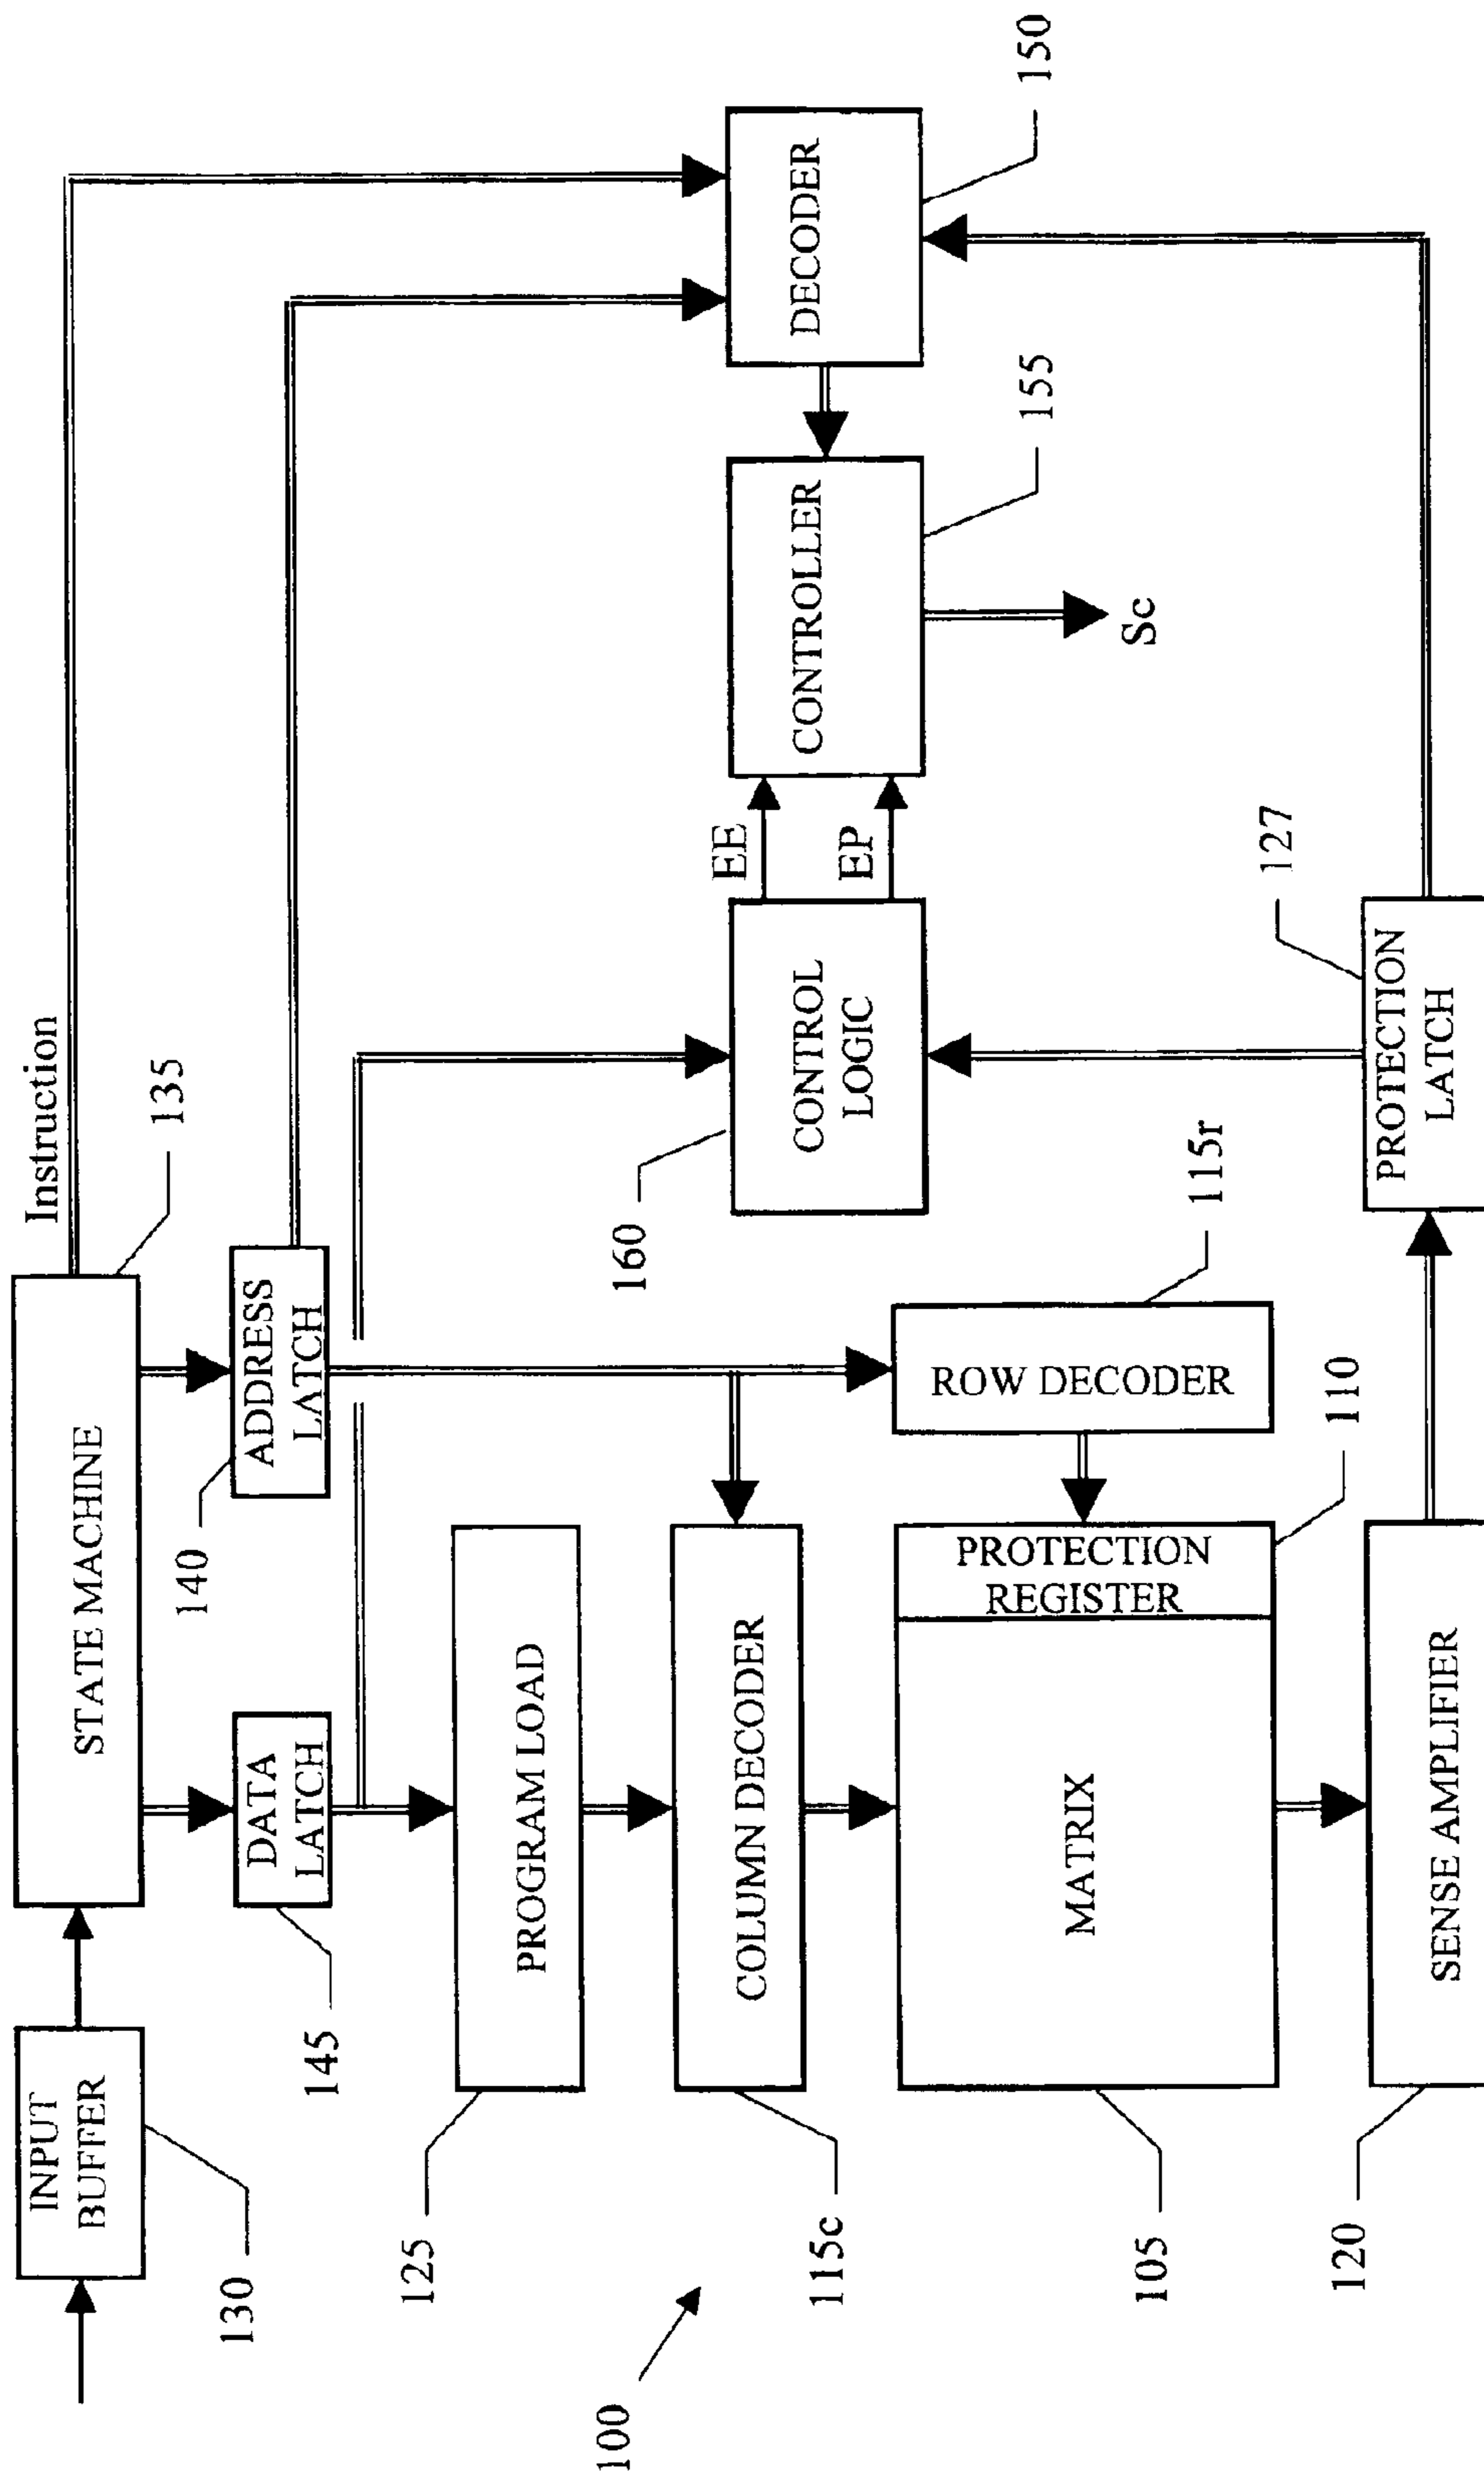 INPUT
BUFFER
130
STATE MACHINE
135
Instruction
DATA
LATCH
145
ADDRESS
LATCH
140
PROGRAM LOAD
125
COLUMN DECODER
115c
ROW DECODER
115r
MATRIX
105
PROTECTION
REGISTER
110
SENSE AMPLIFIER
120
PROTECTION
LATCH
127
CONTROL
LOGIC
160
EE
EP
CONTROLLER
155
Sc
DECODER
150
100